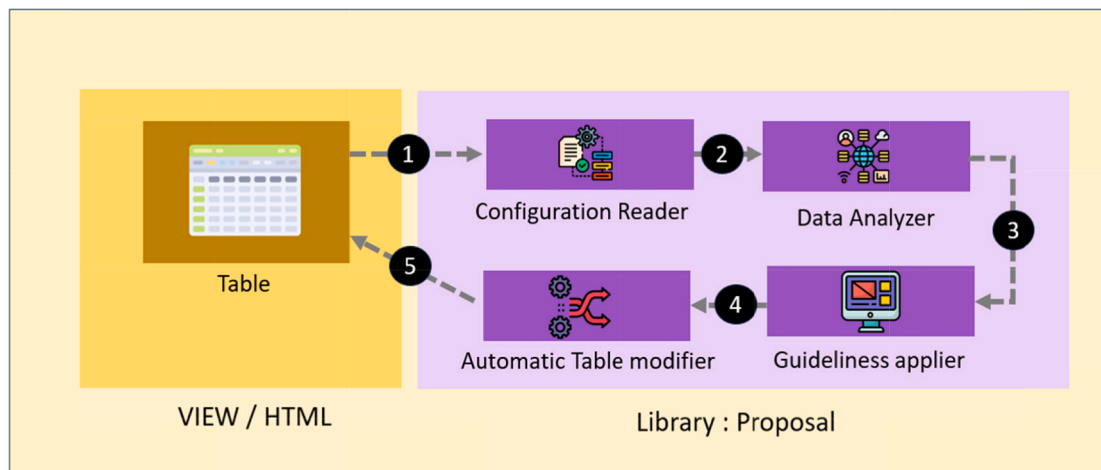 1
2
Configuration Reader
Data Analyzer
3
Table
5
4
Automatic Table modifier
Guideliness applier
VIEW / HTML
Library : Proposal